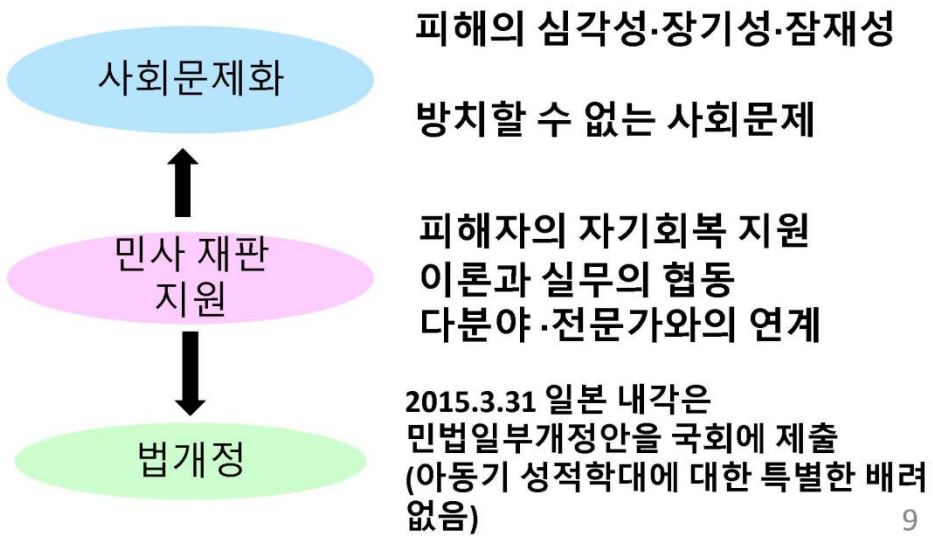 사회문제화
피해의 심각성·장기성·잠재성
방치할 수 없는 사회문제
민사 재판
지원
피해자의 자기회복 지원
이론과 실무의 협동
다분야·전문가와의 연계
법개정
2015.3.31 일본 내각은
민법일부개정안을 국회에 제출
(아동기 성적학대에 대한 특별한 배려
없음)
9